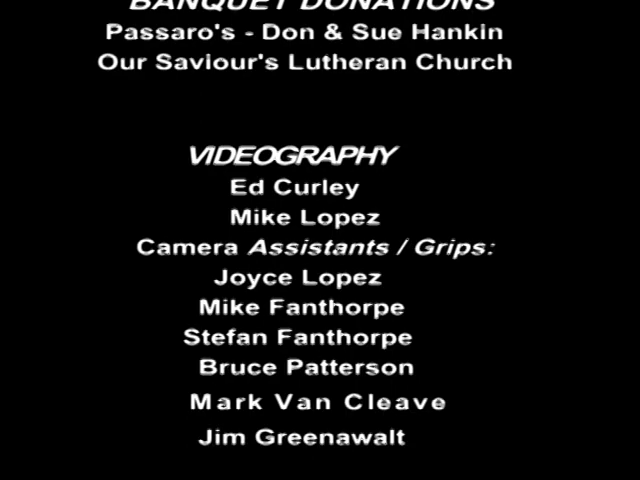 BANQUET DONATIONS
Passaro's - Don & Sue Hankin
Our Saviour's Lutheran Church
VIDEOGRAPHY
Ed Curley
Mike Lopez
Camera Assistants / Grips:
Joyce Lopez
Mike Fanthorpe
Stefan Fanthorpe
Bruce Patterson
Mark Van Cleave
Jim Greenawalt